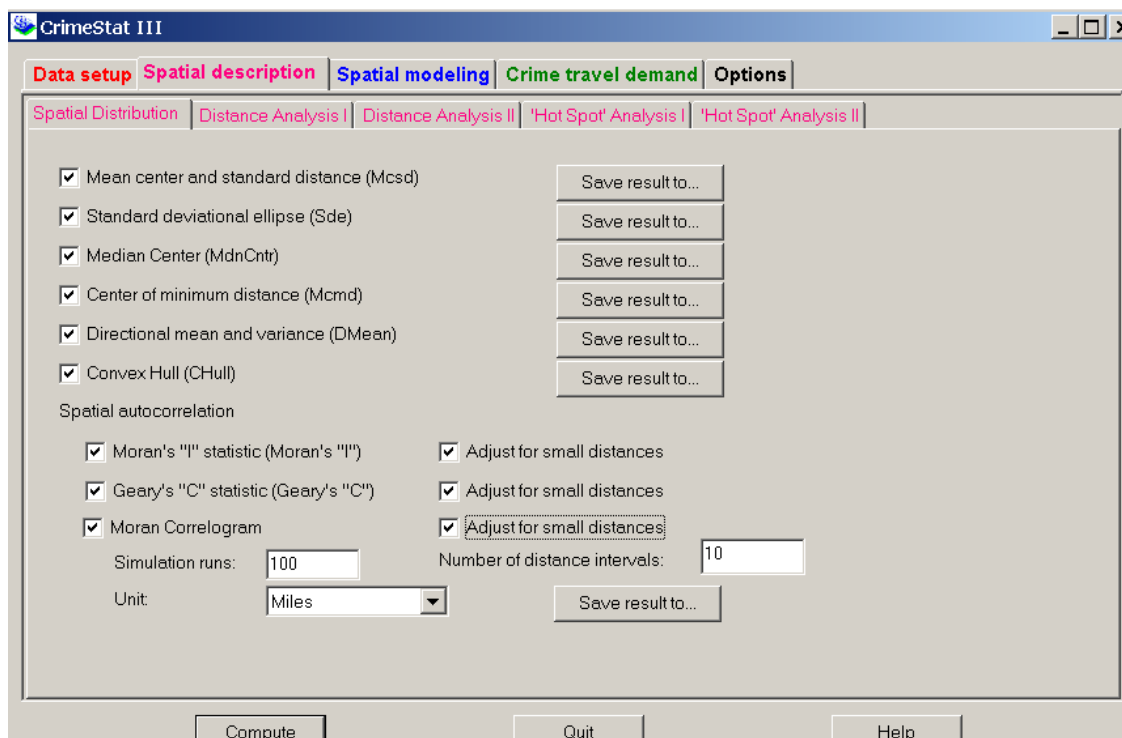 CrimeStat III
Data setup Spatial description Spatial modeling Crime travel demand Options
Spatial Distribution Distance Analysis I Distance Analysis II 'Hot Spot' Analysis I 'Hot Spot' Analysis II
Mean center and standard distance (Mcsd) Save result to...
Standard deviational ellipse (Sde) Save result to...
Median Center (MdnCntr) Save result to...
Center of minimum distance (Mcmd) Save result to...
Directional mean and variance (DMean) Save result to...
Convex Hull (CHull) Save result to...
Spatial autocorrelation
Moran's "I" statistic (Moran's "I") Adjust for small distances
Geary's "C" statistic (Geary's "C") Adjust for small distances
Moran Correlogram Adjust for small distances
Simulation runs: 100 Number of distance intervals: 10
Unit: Miles Save result to...
Compute Quit Help